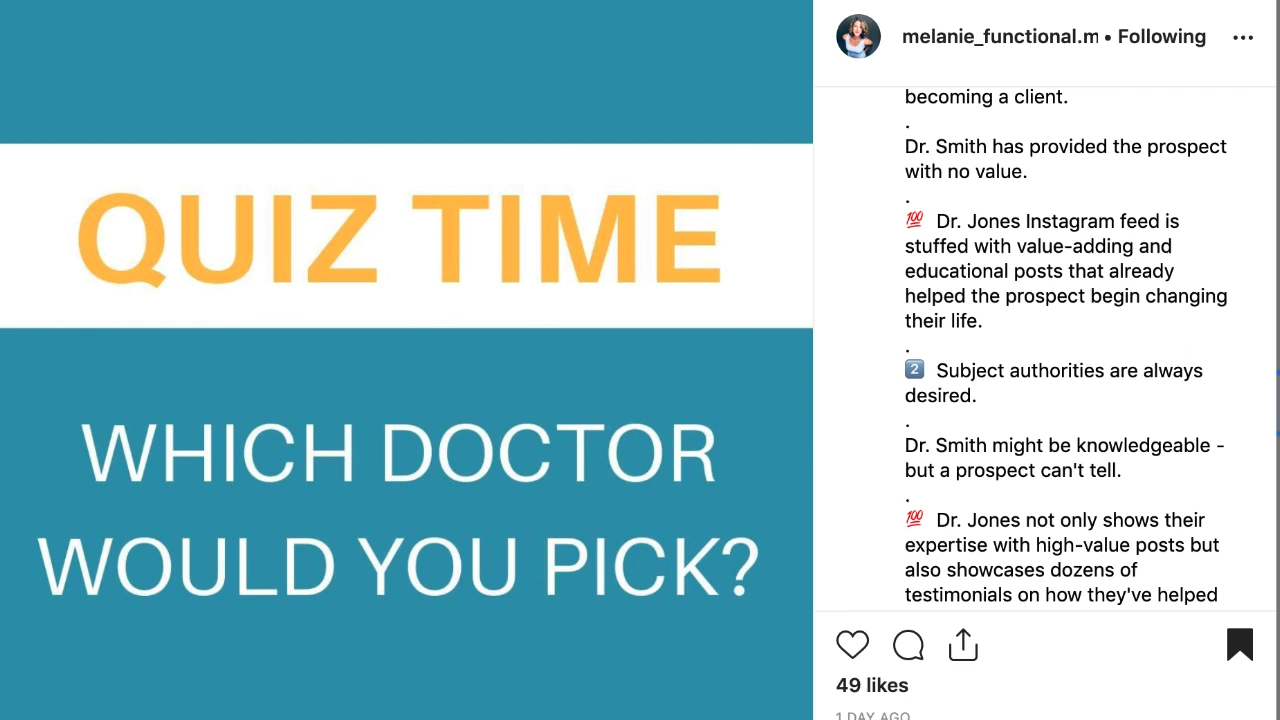 QUIZ TIME
WHICH DOCTOR
WOULD YOU PICK?
melanie_functional.m • Following
becoming a client.
.
Dr. Smith has provided the prospect
with no value.
.
💯 Dr. Jones Instagram feed is
stuffed with value-adding and
educational posts that already
helped the prospect begin changing
their life.
.
2️⃣ Subject authorities are always
desired.
.
Dr. Smith might be knowledgeable -
but a prospect can't tell.
.
💯 Dr. Jones not only shows their
expertise with high-value posts but
also showcases dozens of
testimonials on how they've helped
49 likes
1 DAY AGO